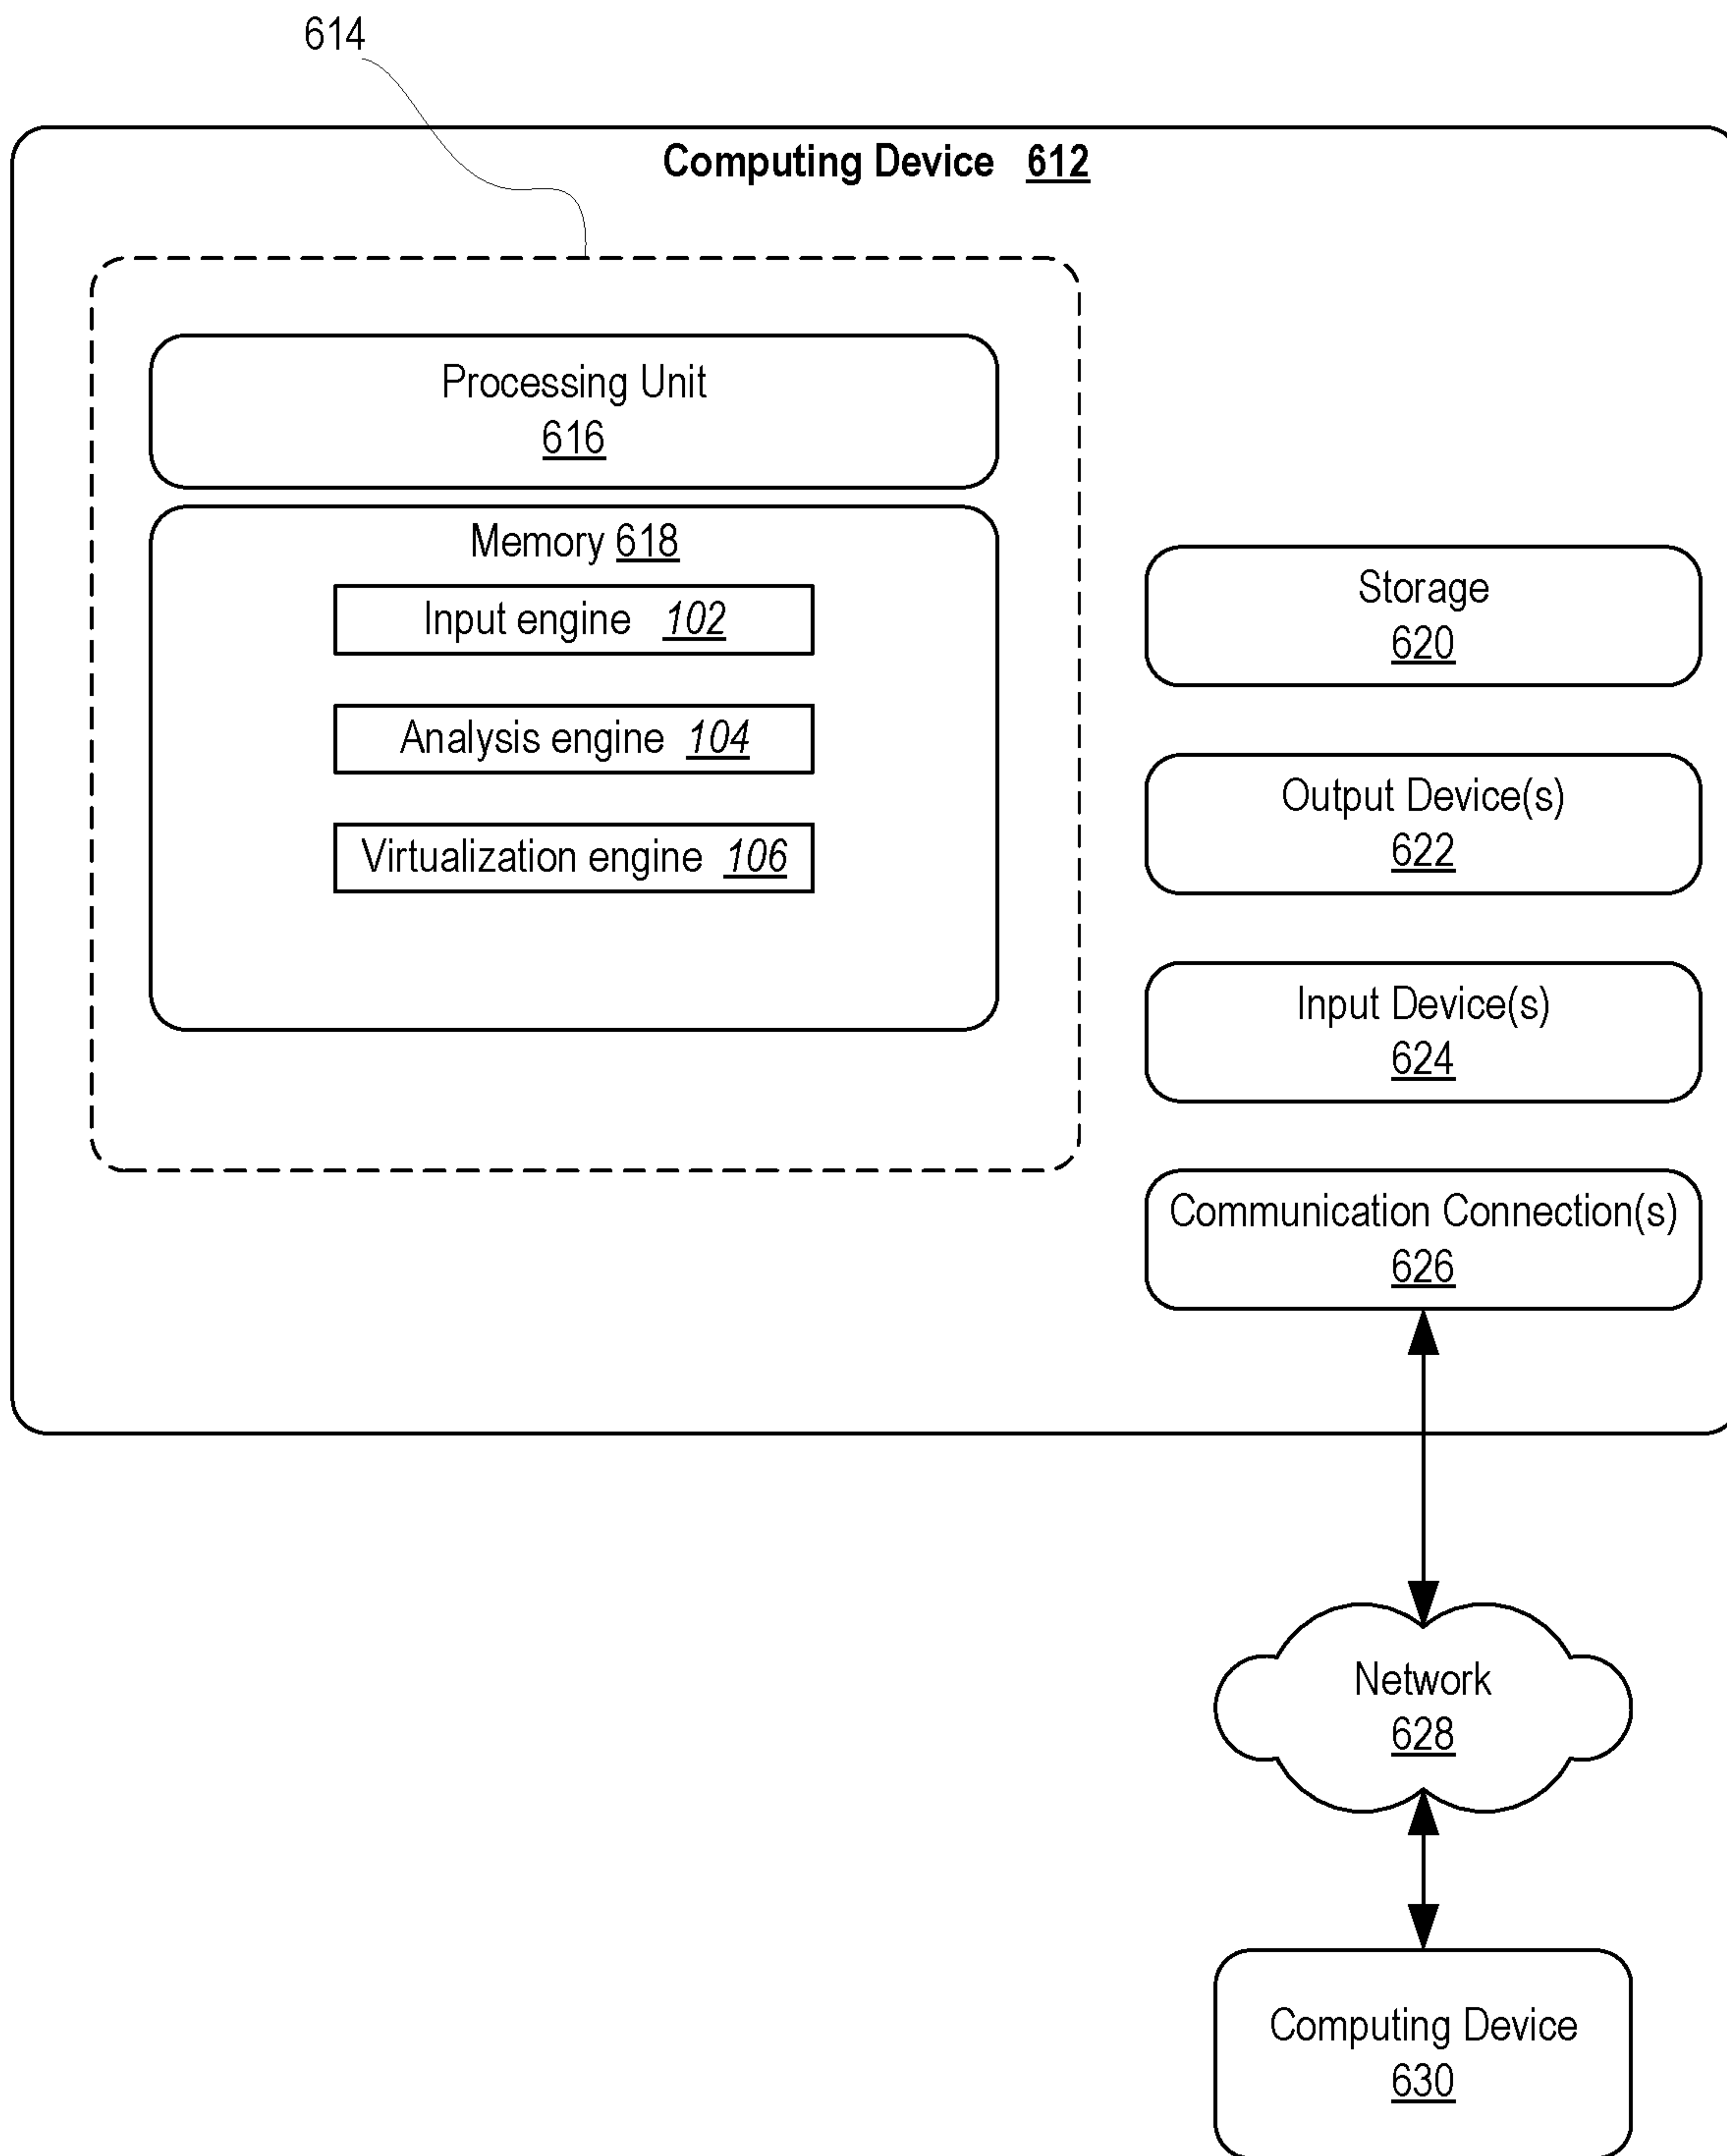 614
Computing Device 612
Processing Unit
616
Memory 618
Input engine 102
Analysis engine 104
Virtualization engine 106
Storage
620
Output Device(s)
622
Input Device(s)
624
Communication Connection(s)
626
Network
628
Computing Device
630